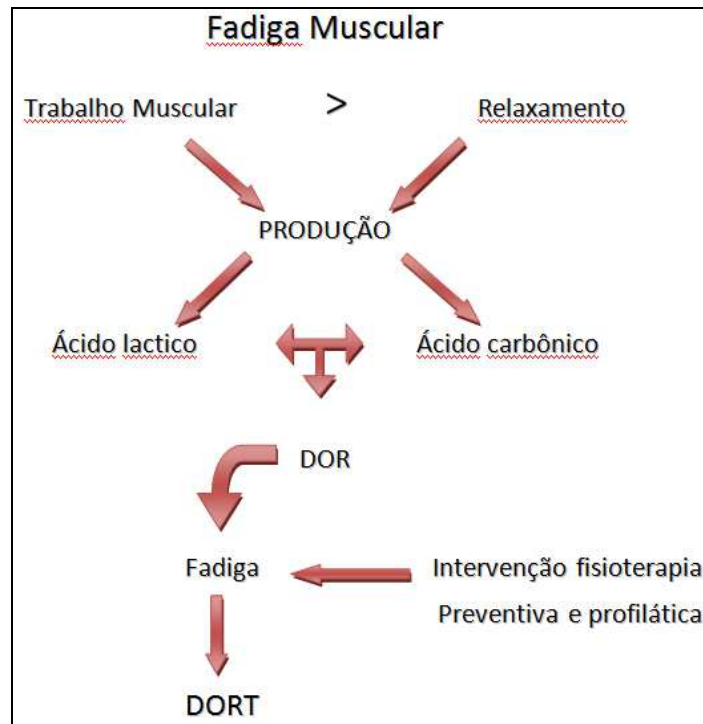 Fadiga Muscular
Trabalho Muscular > Relaxamento
PRODUÇÃO
Ácido lactico Ácido carbônico
DOR
Fadiga Intervenção fisioterapia
Preventiva e profilática
DORT